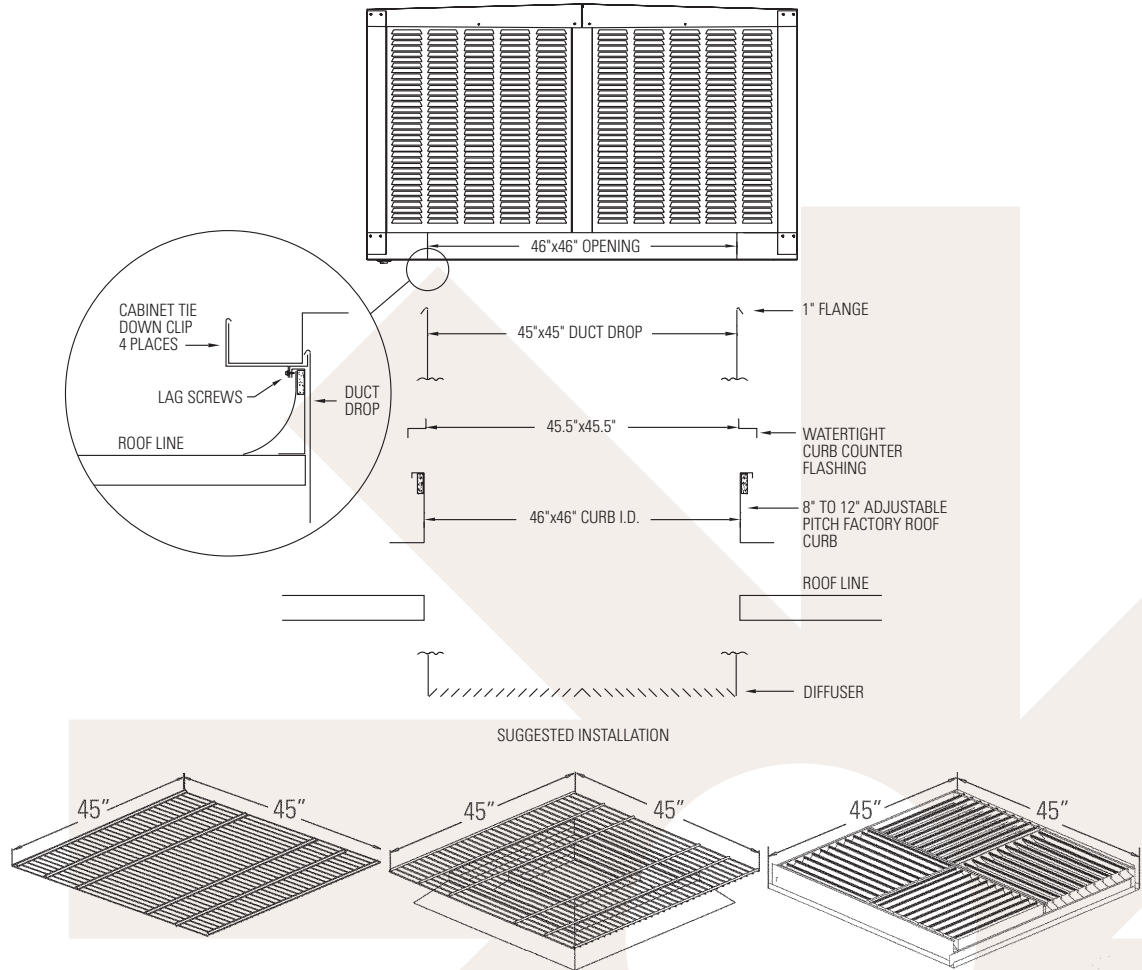 46"x46" OPENING
CABINET TIE
DOWN CLIP
4 PLACES
LAG SCREWS
DUCT
DROP
ROOF LINE
1" FLANGE
45"x45" DUCT DROP
45.5"x45.5"
WATERTIGHT
CURB COUNTER
FLASHING
46"x46" CURB I.D.
8" TO 12" ADJUSTABLE
PITCH FACTORY ROOF
CURB
ROOF LINE
DIFFUSER
SUGGESTED INSTALLATION
45"
45"
45"
45"
45"
45"